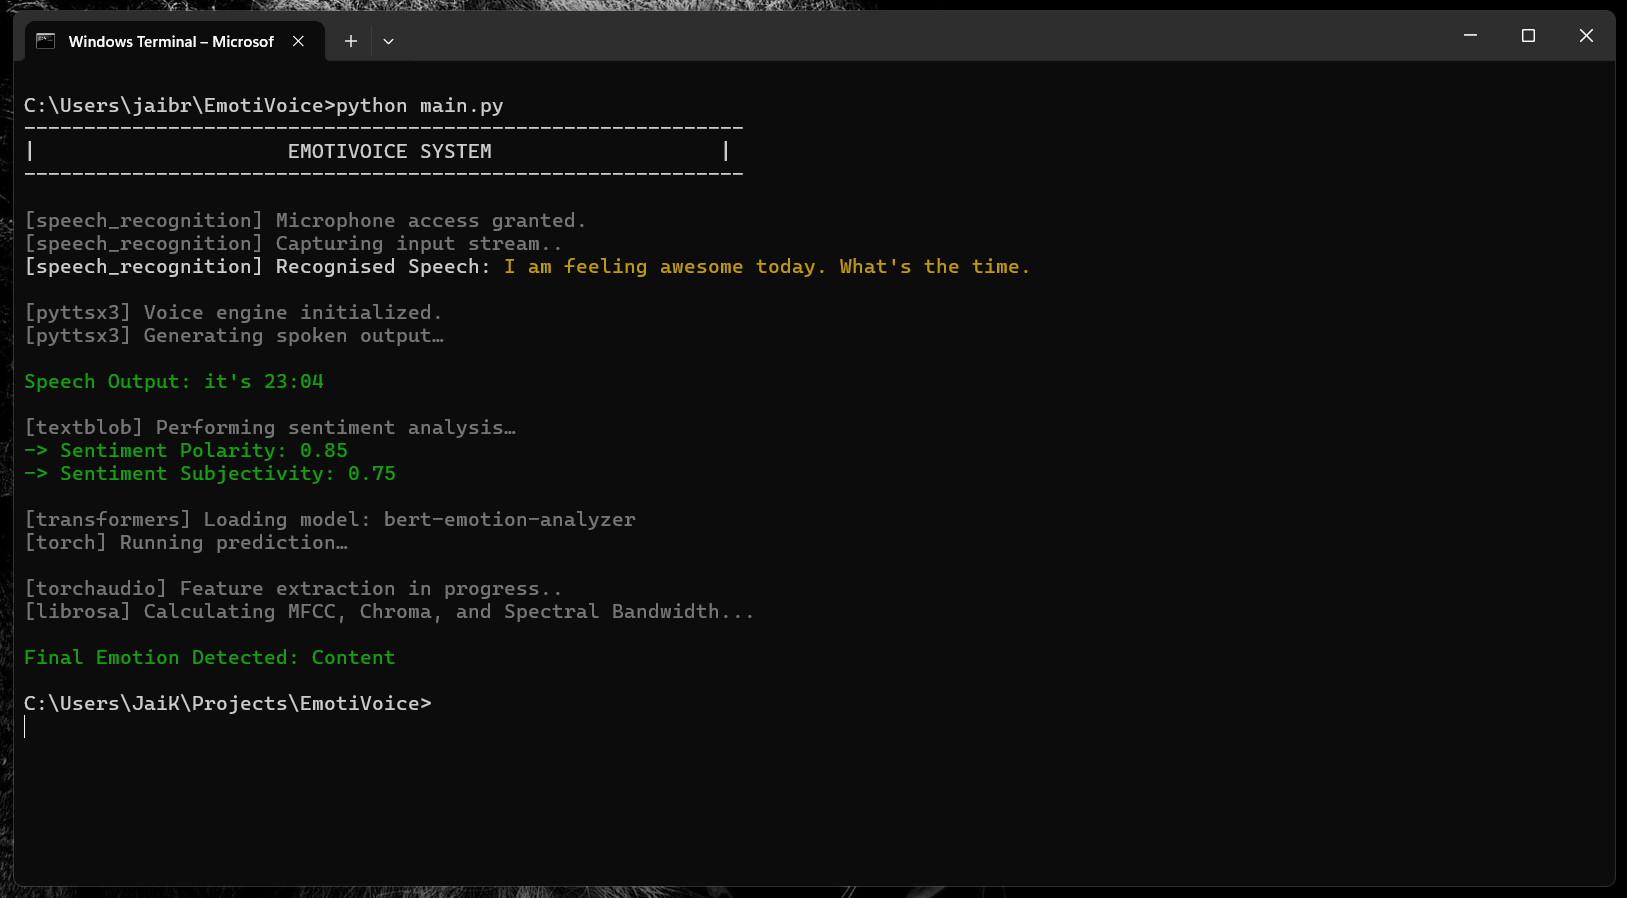 Windows Terminal – Microsof
C:\Users\jaibr\EmotiVoice>python main.py
------------------------------------------------------------
|                     EMOTIVOICE SYSTEM                   |
------------------------------------------------------------
[speech_recognition] Microphone access granted.
[speech_recognition] Capturing input stream..
[speech_recognition] Recognised Speech: I am feeling awesome today. What's the time.
[pyttsx3] Voice engine initialized.
[pyttsx3] Generating spoken output…
Speech Output: it's 23:04
[textblob] Performing sentiment analysis…
-> Sentiment Polarity: 0.85
-> Sentiment Subjectivity: 0.75
[transformers] Loading model: bert-emotion-analyzer
[torch] Running prediction…
[torchaudio] Feature extraction in progress..
[librosa] Calculating MFCC, Chroma, and Spectral Bandwidth...
Final Emotion Detected: Content
C:\Users\JaiK\Projects\EmotiVoice>